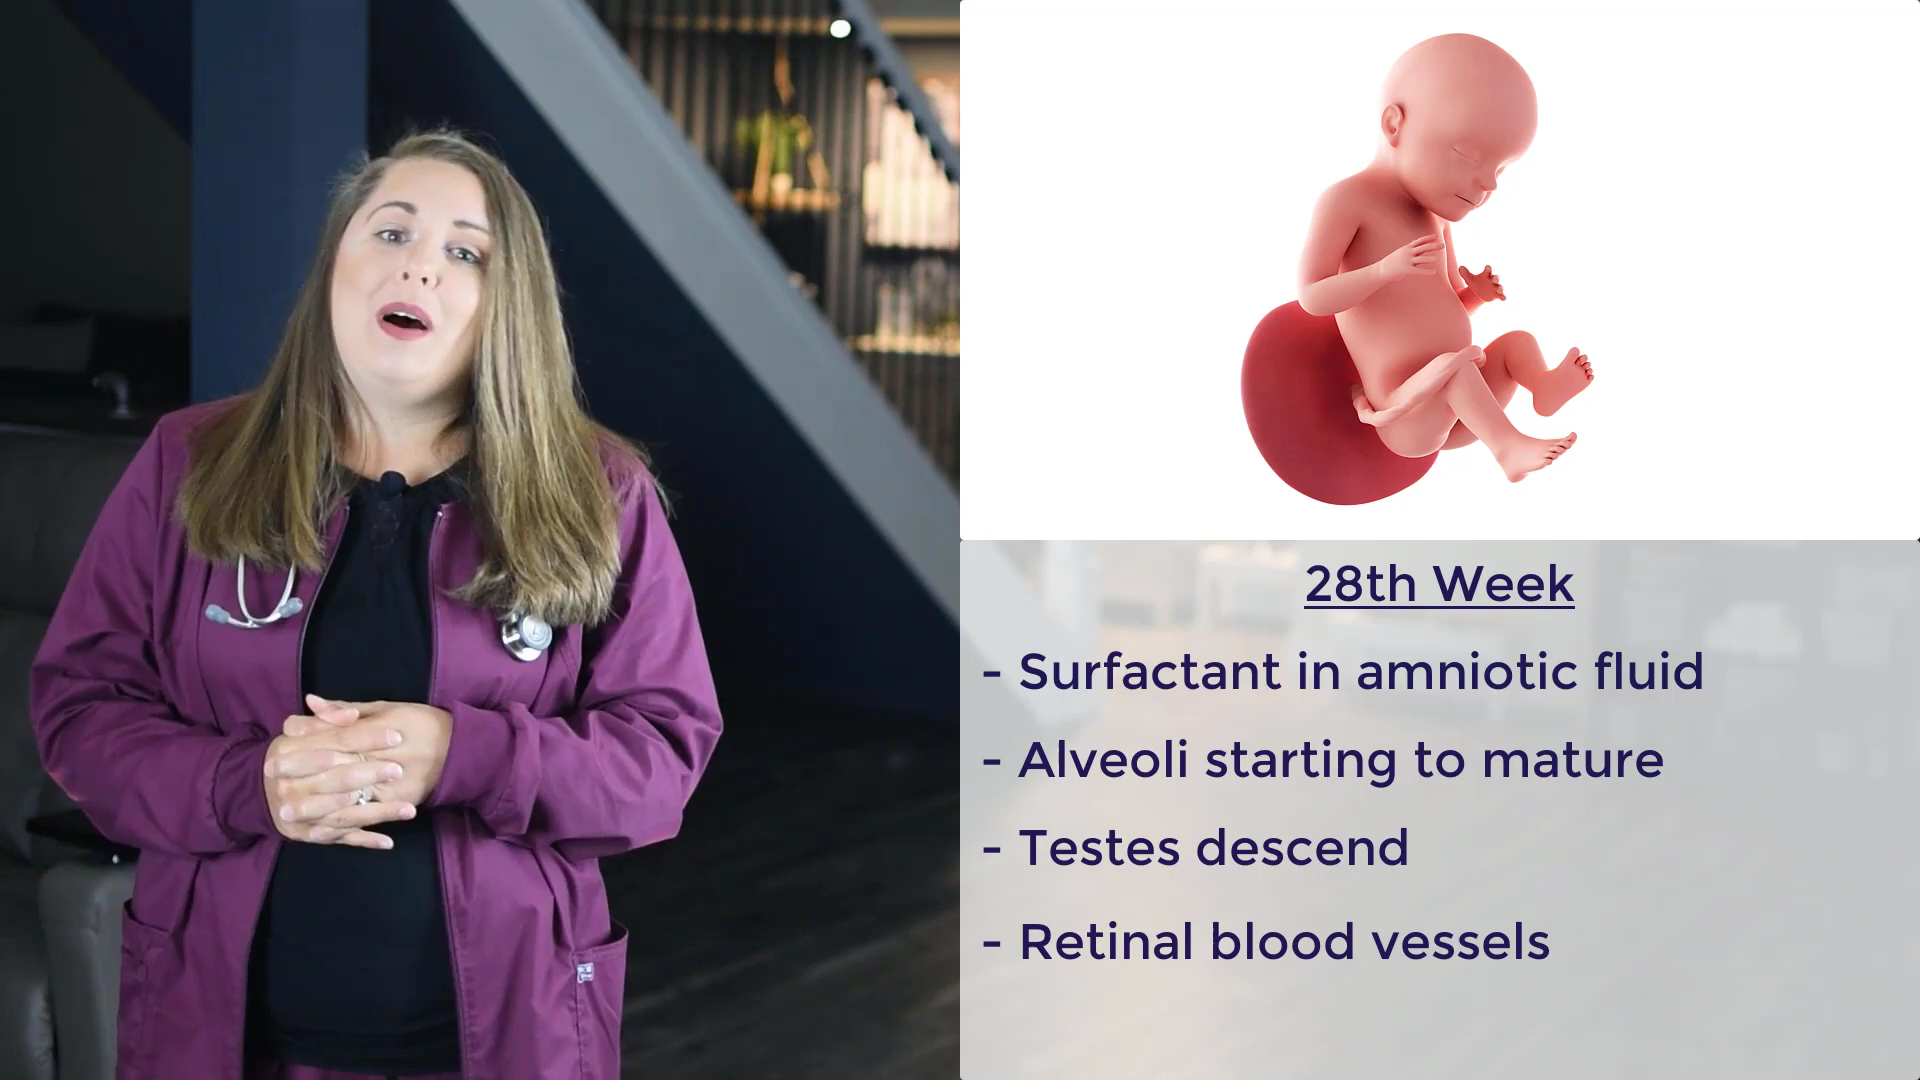 28th Week
- Surfactant in amniotic fluid
- Alveoli starting to mature
- Testes descend
- Retinal blood vessels